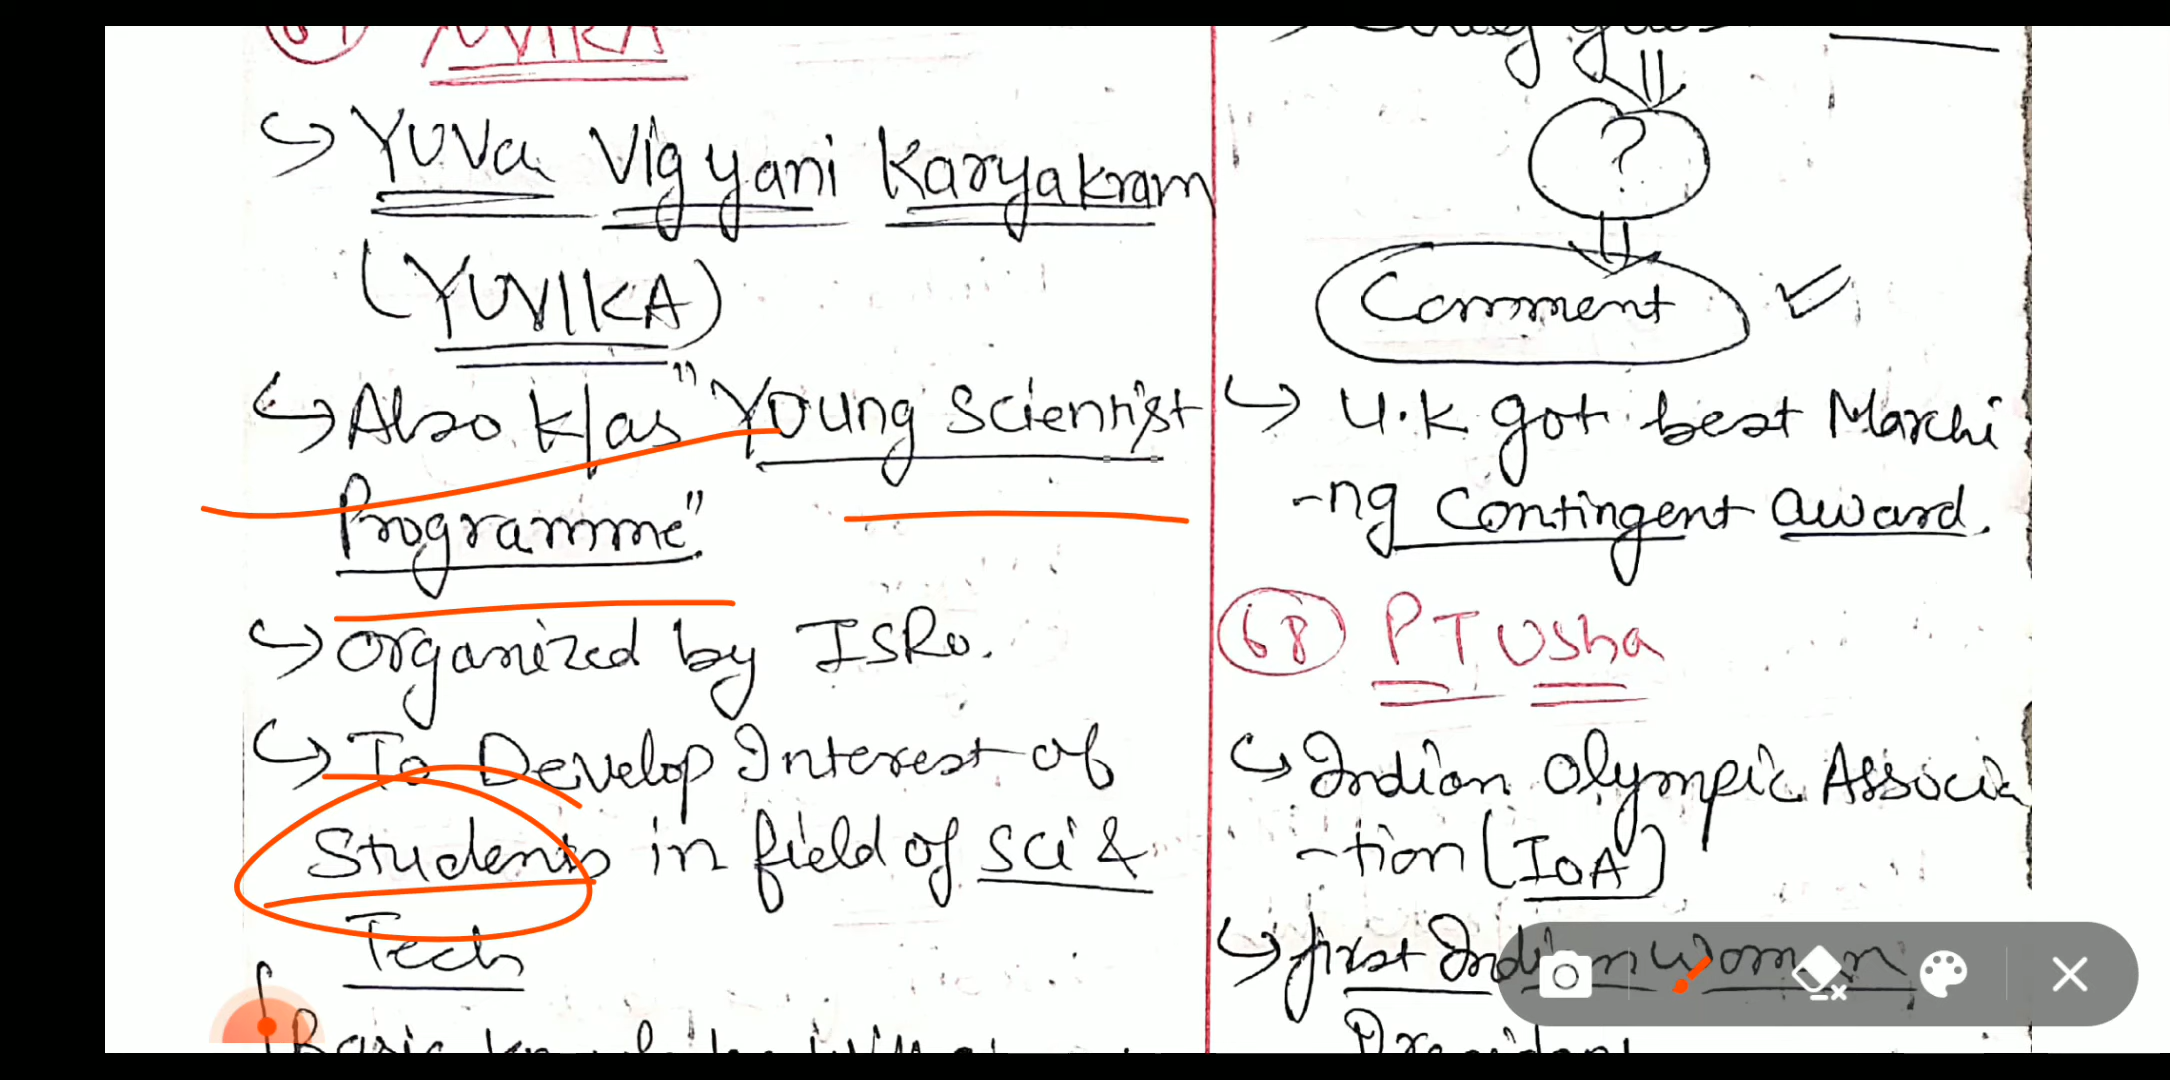 YUVIKA
YUVa Vigyani Karyakram
(YUVIKA)
Also k/as "Young Scientist
Programme".
organized by ISRo.
To Develop Interest of
Students in field of sci &
Tech
Basic
?
Comment
U.K got best Marchi
-ng Contingent award.
68 PT Usha
Indian Olympic Associa
-tion (IOA)
first Indian woman
President